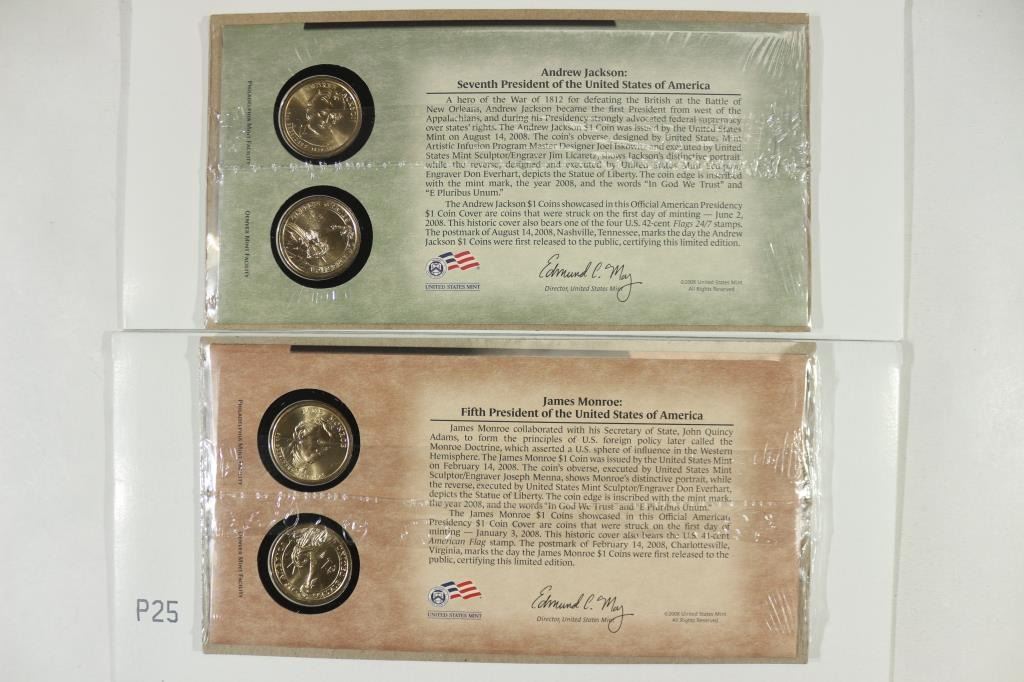 Philadelphia Mint Facility
Denver Mint Facility
Andrew Jackson:
Seventh President of the United States of America
A hero of the War of 1812 for defeating the British at the Battle of
New Orleans, Andrew Jackson became the first President from west of the
Appalachians, and during his Presidency strongly advocated federal supremacy
over states' rights. The Andrew Jackson $1 Coin was issued by the United States
Mint on August 14, 2008. The coin's obverse, designed by United States Mint
Artistic Infusion Program Master Designer Joel Iskowitz and executed by United
States Mint Sculptor/Engraver Jim Licaretz, shows Jackson's distinctive portrait
while the reverse, designed and executed by United States Mint Sculptor/
Engraver Don Everhart, depicts the Statue of Liberty. The coin edge is inscribed
with the mint mark, the year 2008, and the words "In God We Trust" and
"E Pluribus Unum."
The Andrew Jackson $1 Coins showcased in this Official American Presidency
$1 Coin Cover are coins that were struck on the first day of minting — June 2,
2008. This historic cover also bears one of the four U.S. 42-cent Flags 24/7 stamps.
The postmark of August 14, 2008, Nashville, Tennessee, marks the day the Andrew
Jackson $1 Coins were first released to the public, certifying this limited edition.
UNITED STATES MINT
Edmund C. Moy
Director, United States Mint
©2008 United States Mint
All Rights Reserved
Philadelphia Mint Facility
Denver Mint Facility
James Monroe:
Fifth President of the United States of America
James Monroe collaborated with his Secretary of State, John Quincy
Adams, to form the principles of U.S. foreign policy later called the
Monroe Doctrine, which asserted a U.S. sphere of influence in the Western
Hemisphere. The James Monroe $1 Coin was issued by the United States Mint
on February 14, 2008. The coin's obverse, executed by United States Mint
Sculptor/Engraver Joseph Menna, shows Monroe's distinctive portrait, while
the reverse, executed by United States Mint Sculptor/Engraver Don Everhart,
depicts the Statue of Liberty. The coin edge is inscribed with the mint mark,
the year 2008, and the words "In God We Trust" and "E Pluribus Unum."
The James Monroe $1 Coins showcased in this Official American
Presidency $1 Coin Cover are coins that were struck on the first day of
minting — January 3, 2008. This historic cover also bears the U.S. 41-cent
American Flag stamp. The postmark of February 14, 2008, Charlottesville,
Virginia, marks the day the James Monroe $1 Coins were first released to the
public, certifying this limited edition.
UNITED STATES MINT
Edmund C. Moy
Director, United States Mint
©2008 United States Mint
All Rights Reserved
P25